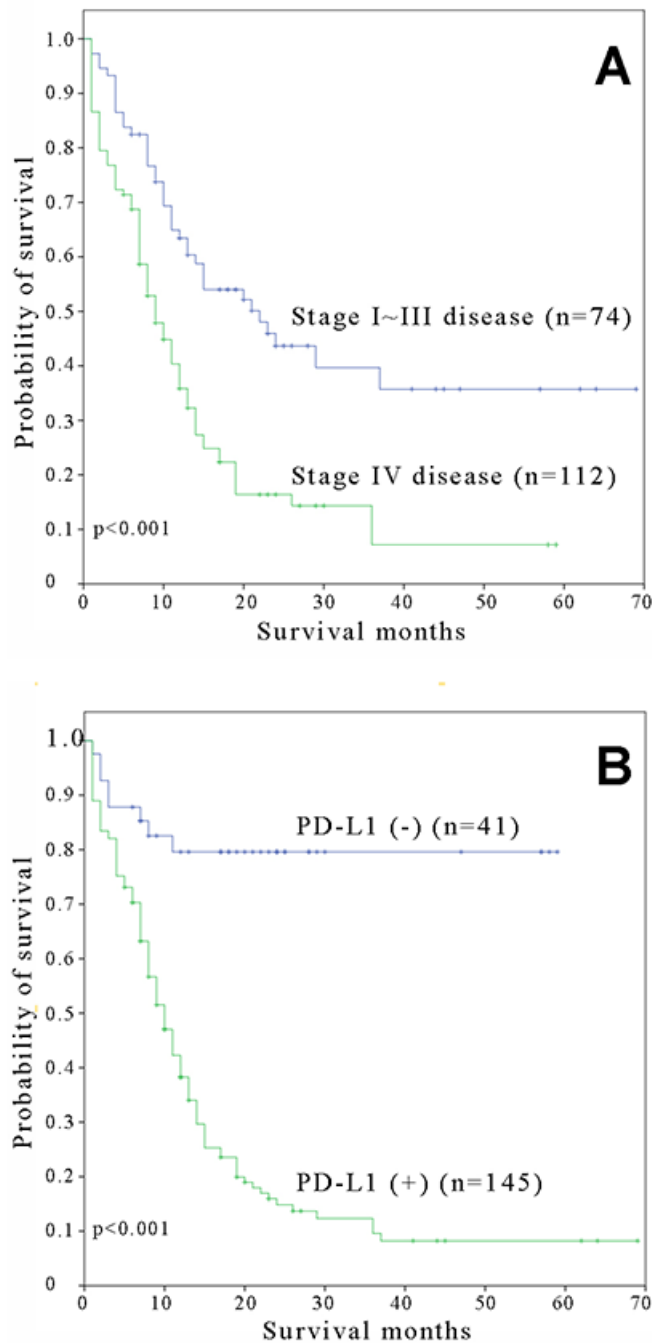 A
1.0
0.9
0.8
0.7
0.6
0.5
0.4
0.3
0.2
0.1
0
Probability of survival
Stage I~III disease (n=74)
Stage IV disease (n=112)
p<0.001
0 10 20 30 40 50 60 70
Survival months
B
1.0
0.9
0.8
0.7
0.6
0.5
0.4
0.3
0.2
0.1
0
Probability of survival
PD-L1 (-) (n=41)
PD-L1 (+) (n=145)
p<0.001
0 10 20 30 40 50 60 70
Survival months